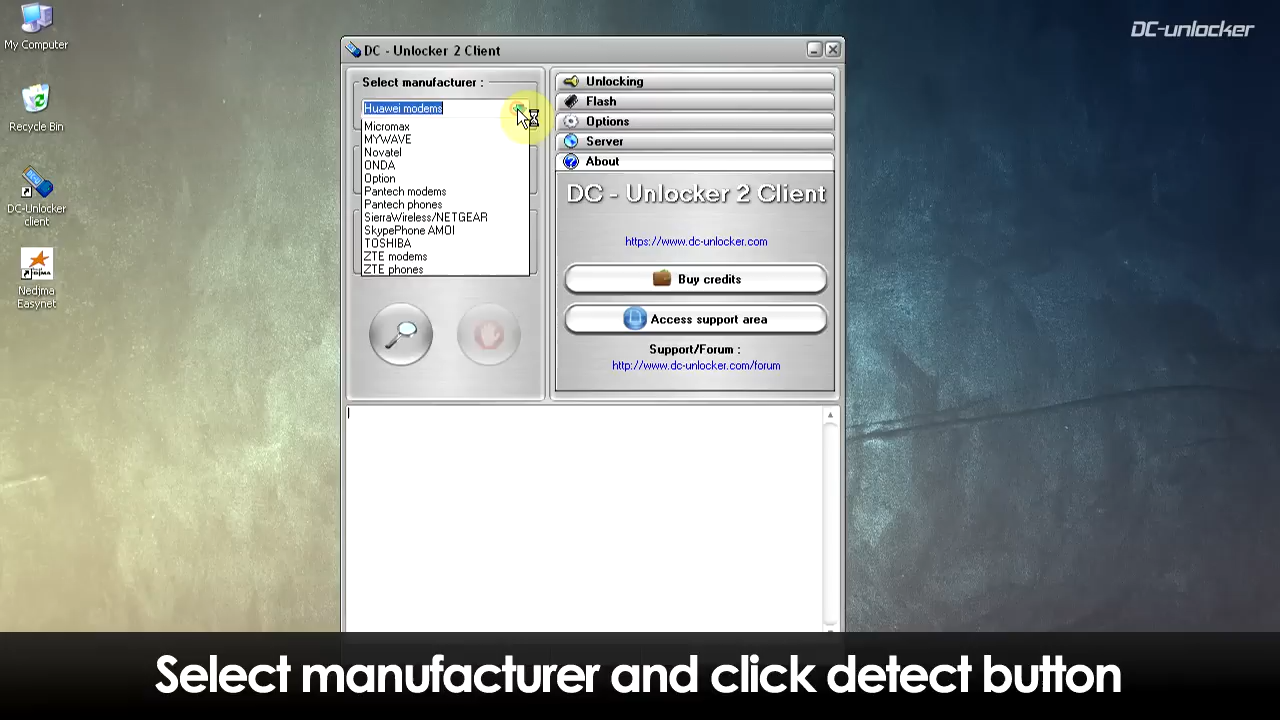 My Computer
Recycle Bin
DC-Unlocker
client
Nedjma
Easynet
DC-unlocker
DC - Unlocker 2 Client
Select manufacturer :
Huawei modems
Micromax
MYWAVE
Novatel
ONDA
Option
Pantech modems
Pantech phones
SierraWireless/NETGEAR
SkypePhone AMOI
TOSHIBA
ZTE modems
ZTE phones
Unlocking
Flash
Options
Server
About
DC - Unlocker 2 Client
https://www.dc-unlocker.com
Buy credits
Access support area
Support/Forum :
http://www.dc-unlocker.com/forum
Select manufacturer and click detect button